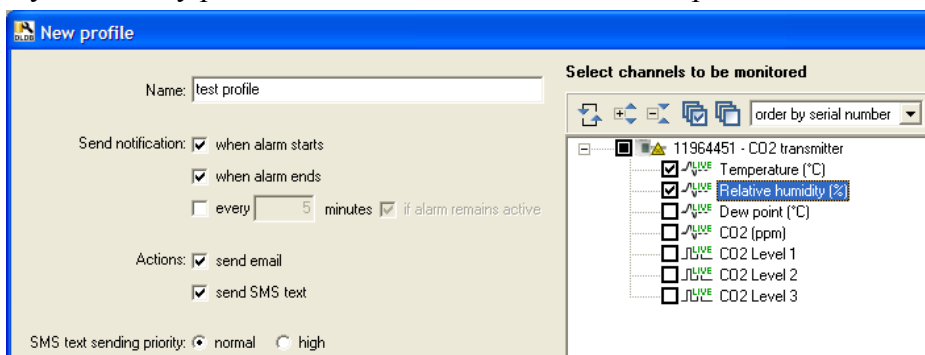 New profile
Name: test profile
Send notification: when alarm starts
when alarm ends
every 5 minutes if alarm remains active
Actions: send email
send SMS text
SMS text sending priority: normal high
Select channels to be monitored
order by serial number
11964451 - CO2 transmitter
LIVE Temperature (°C)
LIVE Relative humidity (%)
LIVE Dew point (°C)
LIVE CO2 (ppm)
LIVE CO2 Level 1
LIVE CO2 Level 2
LIVE CO2 Level 3